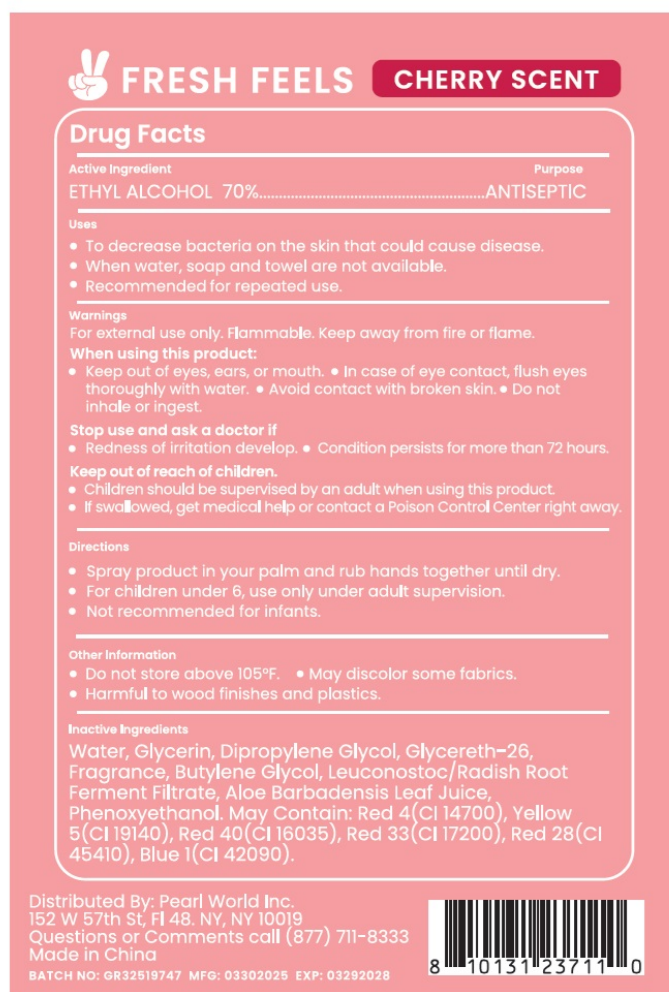 FRESH FEELS CHERRY SCENT
Drug Facts
Active Ingredient Purpose
ETHYL ALCOHOL 70%........................................................ANTISEPTIC
Uses
• To decrease bacteria on the skin that could cause disease.
• When water, soap and towel are not available.
• Recommended for repeated use.
Warnings
For external use only. Flammable. Keep away from fire or flame.
When using this product:
• Keep out of eyes, ears, or mouth. • In case of eye contact, flush eyes
thoroughly with water. • Avoid contact with broken skin. • Do not
inhale or ingest.
Stop use and ask a doctor if
• Redness of irritation develop. • Condition persists for more than 72 hours.
Keep out of reach of children.
• Children should be supervised by an adult when using this product.
• If swallowed, get medical help or contact a Poison Control Center right away.
Directions
• Spray product in your palm and rub hands together until dry.
• For children under 6, use only under adult supervision.
• Not recommended for infants.
Other Information
• Do not store above 105°F. • May discolor some fabrics.
• Harmful to wood finishes and plastics.
Inactive Ingredients
Water, Glycerin, Dipropylene Glycol, Glycereth-26,
Fragrance, Butylene Glycol, Leuconostoc/Radish Root
Ferment Filtrate, Aloe Barbadensis Leaf Juice,
Phenoxyethanol. May Contain: Red 4(CI 14700), Yellow
5(CI 19140), Red 40(CI 16035), Red 33(CI 17200), Red 28(CI
45410), Blue 1(CI 42090).
Distributed By: Pearl World Inc.
152 W 57th St, Fl 48. NY, NY 10019
Questions or Comments call (877) 711-8333
Made in China
BATCH NO: GR32519747 MFG: 03302025 EXP: 03292028
8 10131 23711 0